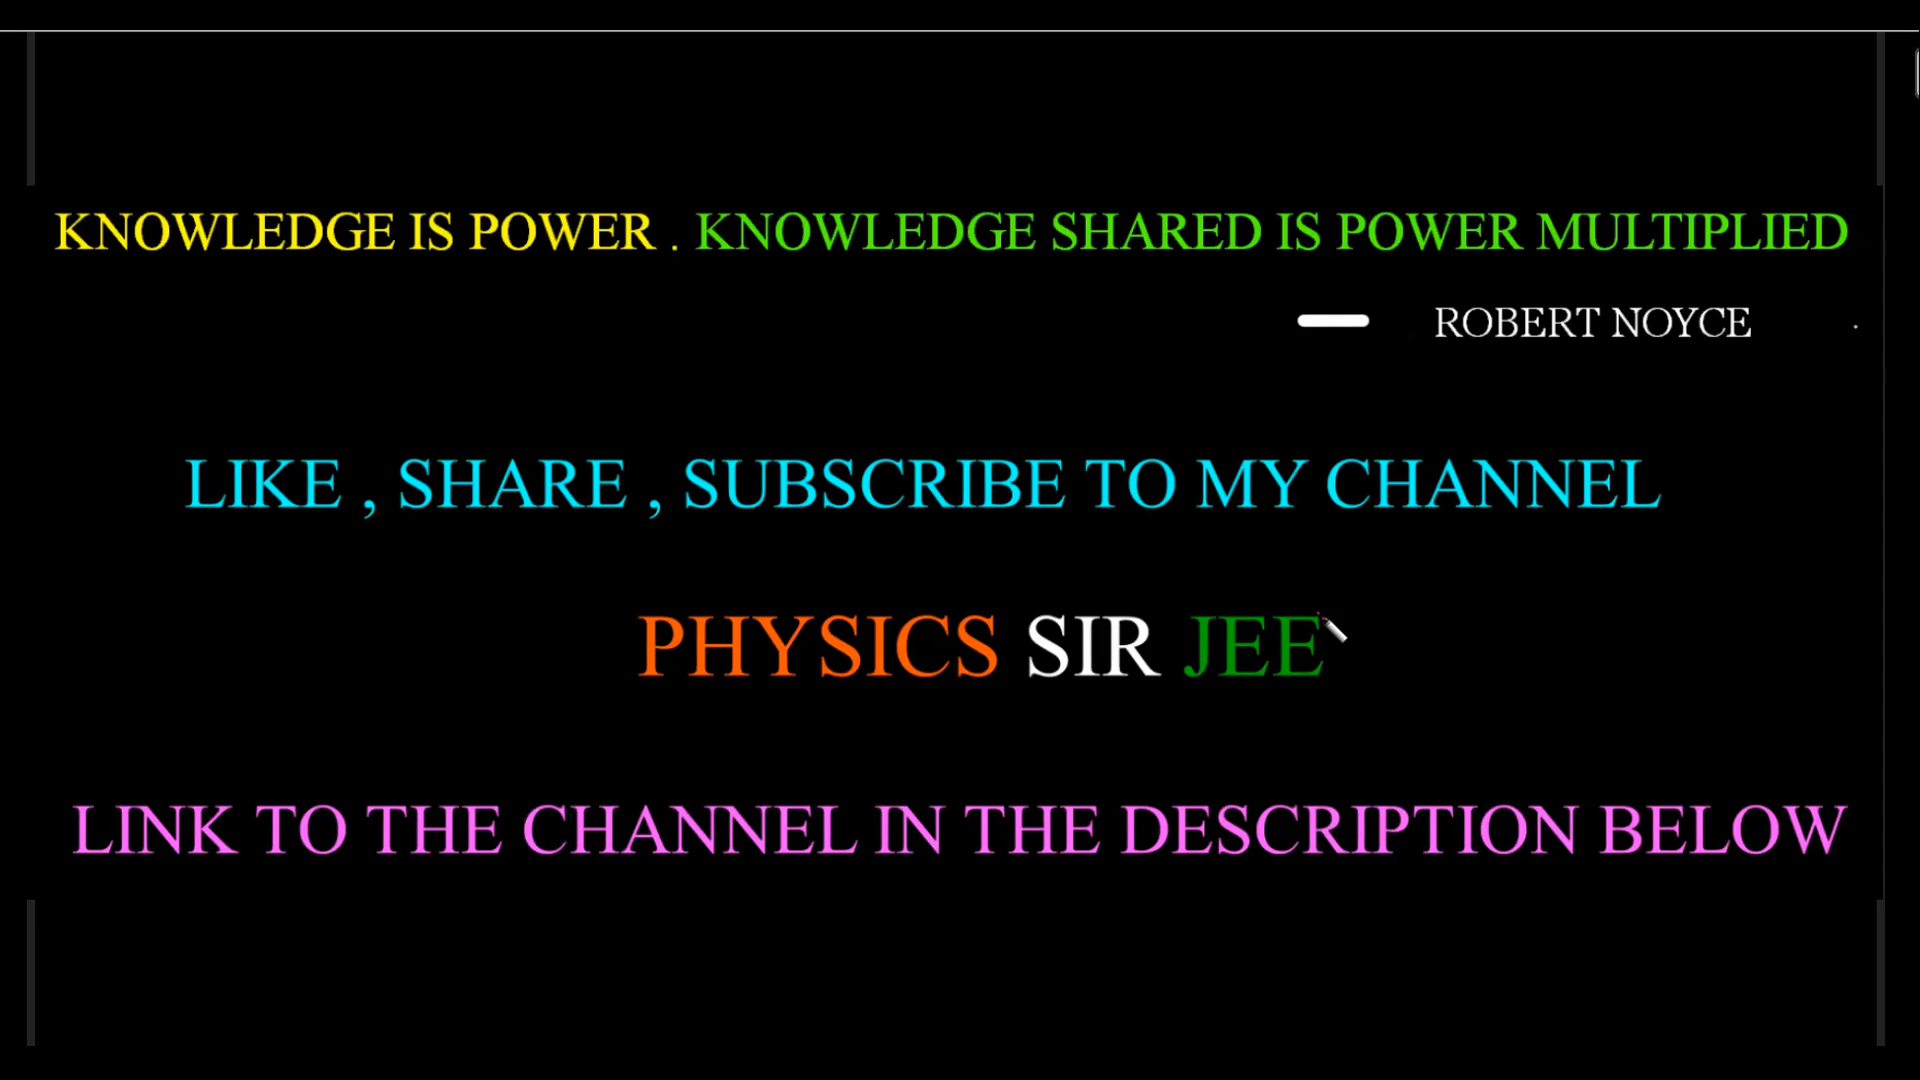 KNOWLEDGE IS POWER . KNOWLEDGE SHARED IS POWER MULTIPLIED
— ROBERT NOYCE
LIKE , SHARE , SUBSCRIBE TO MY CHANNEL
PHYSICS SIR JEE
LINK TO THE CHANNEL IN THE DESCRIPTION BELOW